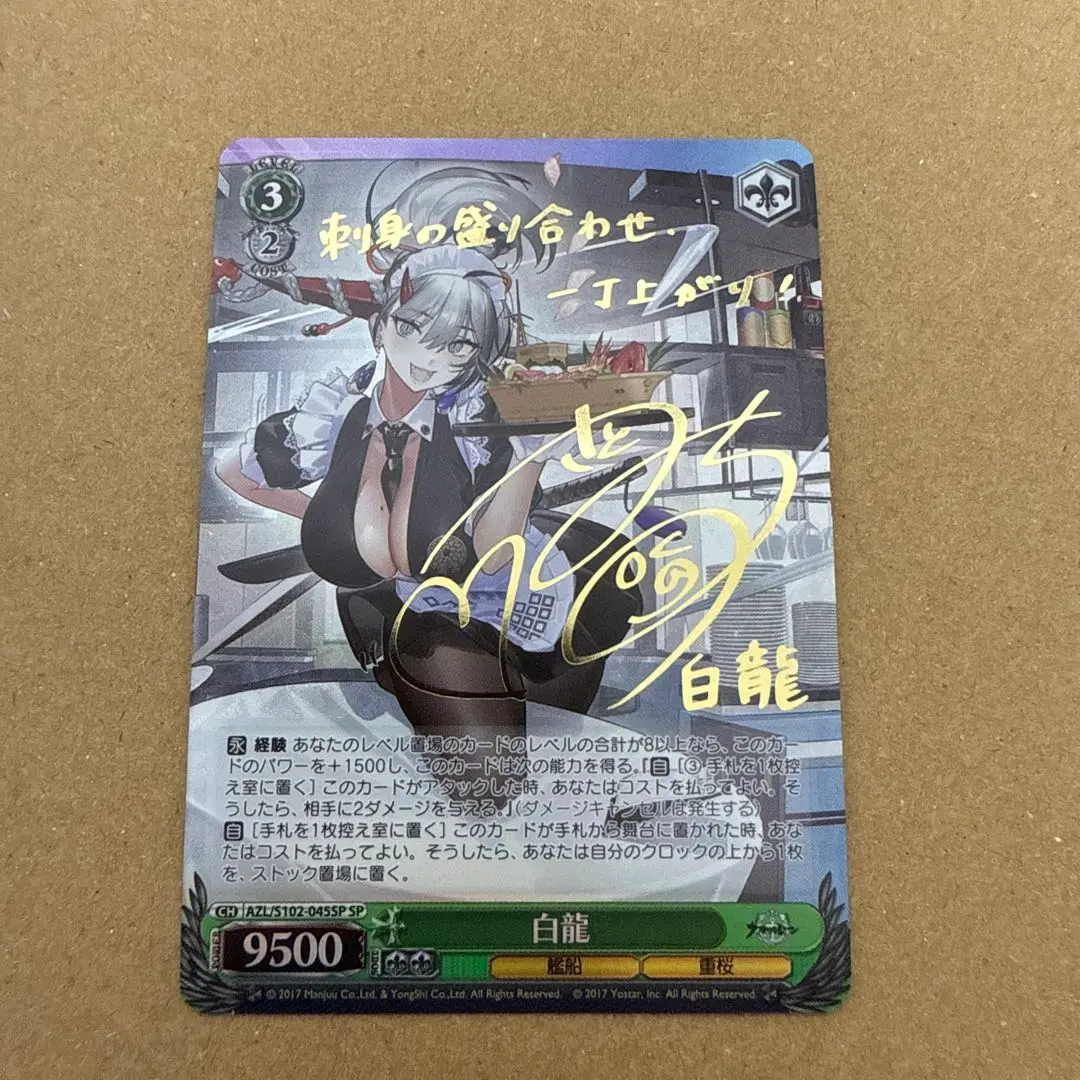 LEVEL
3
2
COST
刺身の盛り合わせ、
一丁上がり!
白龍
永 経験 あなたのレベル置場のカードのレベルの合計が8以上なら、このカー
ドのパワーを+1500し、このカードは次の能力を得る。『自 [③ 手札を1枚控
え室に置く] このカードがアタックした時、あなたはコストを払ってよい。そ
うしたら、相手に2ダメージを与える。』(ダメージキャンセルは発生する)
自 [手札を1枚控え室に置く] このカードが手札から舞台に置かれた時、あな
たはコストを払ってよい。そうしたら、あなたは自分のクロックの上から1枚
を、ストック置場に置く。
CH AZL/S102-045SP SP
白龍
アズールレーン
POWER
9500
SOUL
艦船
重桜
© 2017 Manjuu Co.,Ltd. & YongShi Co.,Ltd. All Rights Reserved. © 2017 Yostar, Inc. All Rights Reserved.